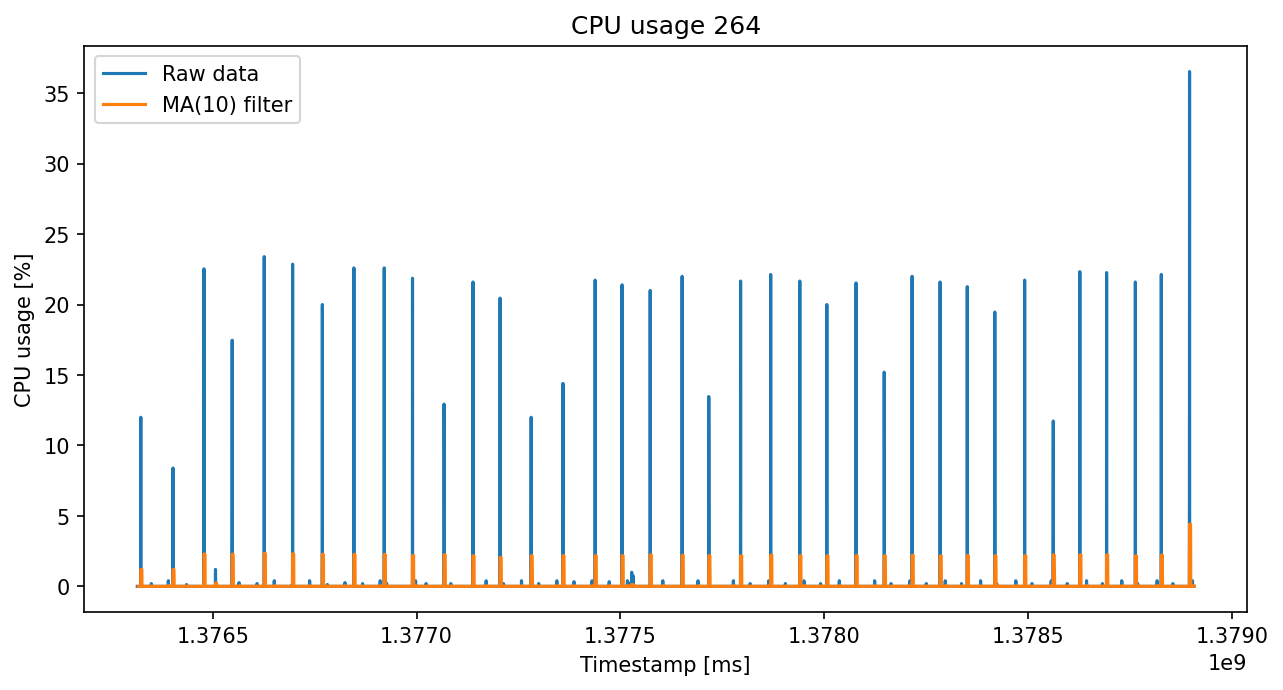 CPU usage 264
Raw data
MA(10) filter
CPU usage [%]
35
30
25
20
15
10
5
0
1.3765 1.3770 1.3775 1.3780 1.3785 1.3790
1e9
Timestamp [ms]